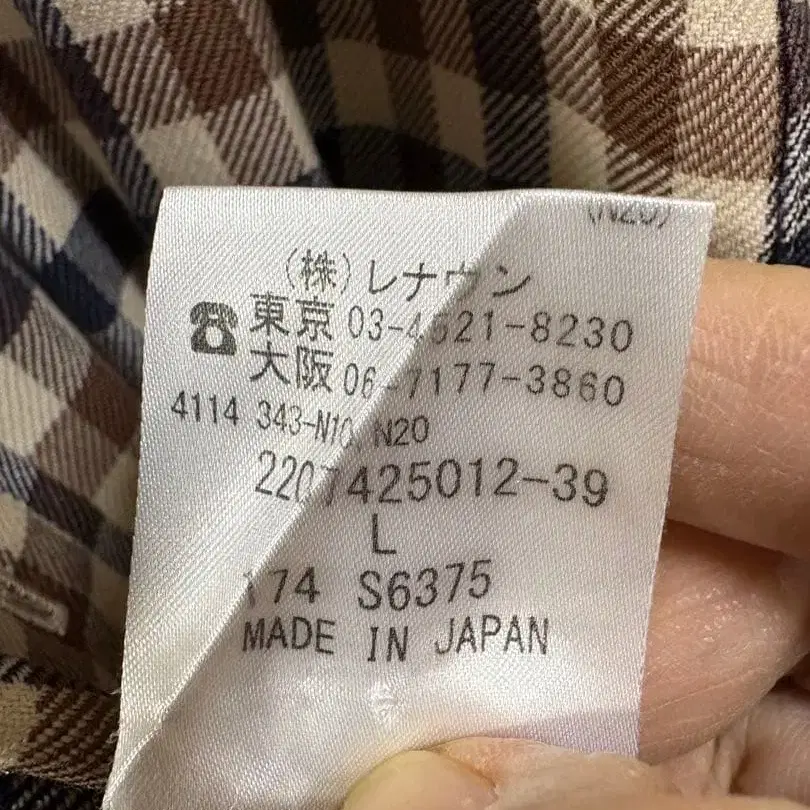 (N20)
(株)レナウン
☎東京 03-4521-8230
大阪 06-7177-3860
4114 343-N10, N20
2207425012-39
L
174 S6375
MADE IN JAPAN